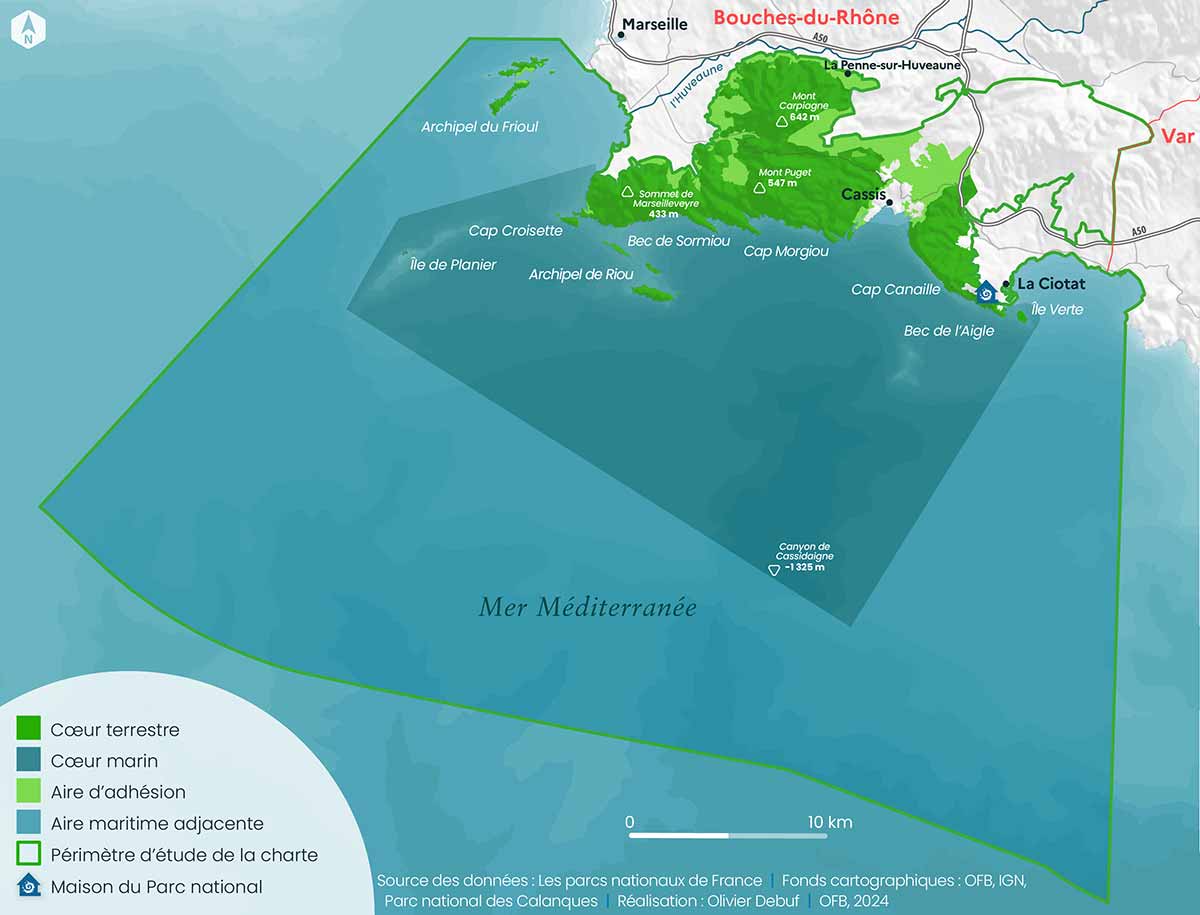 N
Marseille
Bouches-du-Rhône
A50
La Penne-sur-Huveaune
l'Huveaune
Mont
Carpiagne
642 m
Var
Archipel du Frioul
Mont Puget
547 m
Sommet de
Marseilleveyre
433 m
Cassis
Cap Croisette
Bec de Sormiou
Cap Morgiou
A50
Île de Planier
Archipel de Riou
Cap Canaille
La Ciotat
Île Verte
Bec de l'Aigle
Canyon de
Cassidaigne
-1 325 m
Mer Méditerranée
Cœur terrestre
Cœur marin
Aire d'adhésion
Aire maritime adjacente
Périmètre d'étude de la charte
Maison du Parc national
0 10 km
Source des données : Les parcs nationaux de France | Fonds cartographiques : OFB, IGN,
Parc national des Calanques | Réalisation : Olivier Debuf | OFB, 2024